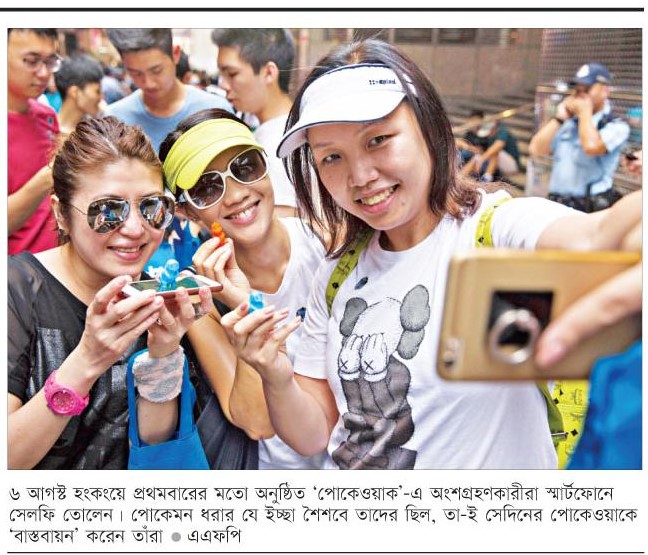 ৬ আগস্ট হংকংয়ে প্রথমবারের মতো অনুষ্ঠিত ‘পোকেওয়াক’-এ অংশগ্রহণকারীরা স্মার্টফোনে
সেলফি তোলেন। পোকেমন ধরার যে ইচ্ছা শৈশবে তাদের ছিল, তা-ই সেদিনের পোকেওয়াকে
‘বাস্তবায়ন’ করেন তাঁরা ● এএফপি